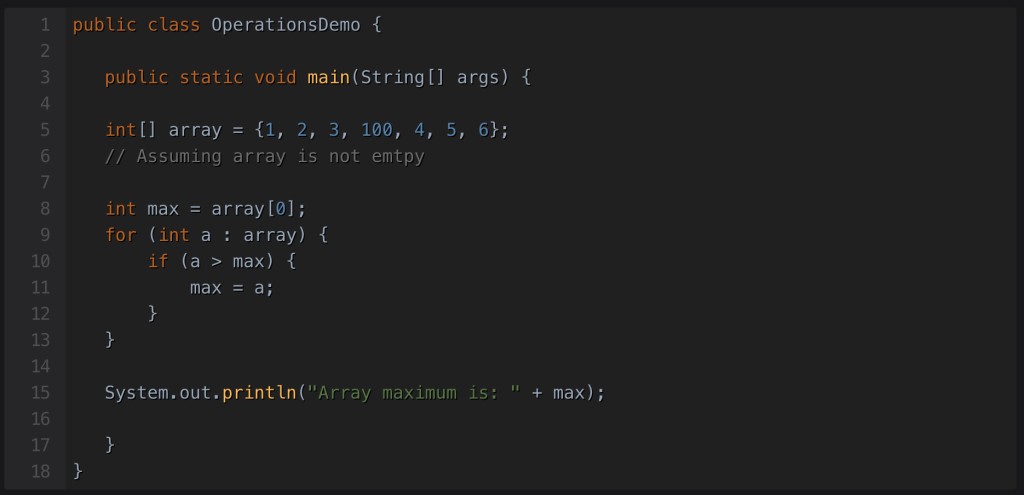 1 public class OperationsDemo {
2
3 public static void main(String[] args) {
4
5 int[] array = {1, 2, 3, 100, 4, 5, 6};
6 // Assuming array is not emtpy
7
8 int max = array[0];
9 for (int a : array) {
10 if (a > max) {
11 max = a;
12 }
13 }
14
15 System.out.println("Array maximum is: " + max);
16
17 }
18 }